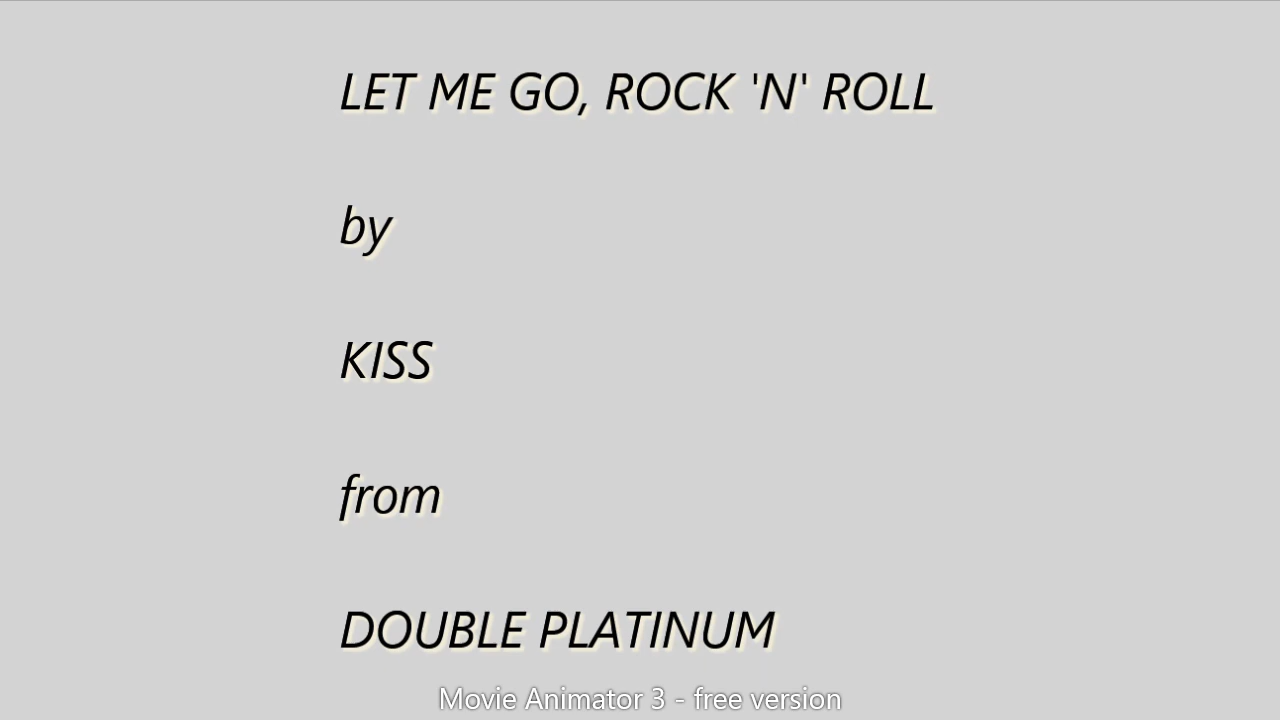 LET ME GO, ROCK 'N' ROLL
by
KISS
from
DOUBLE PLATINUM
Movie Animator 3 - free version